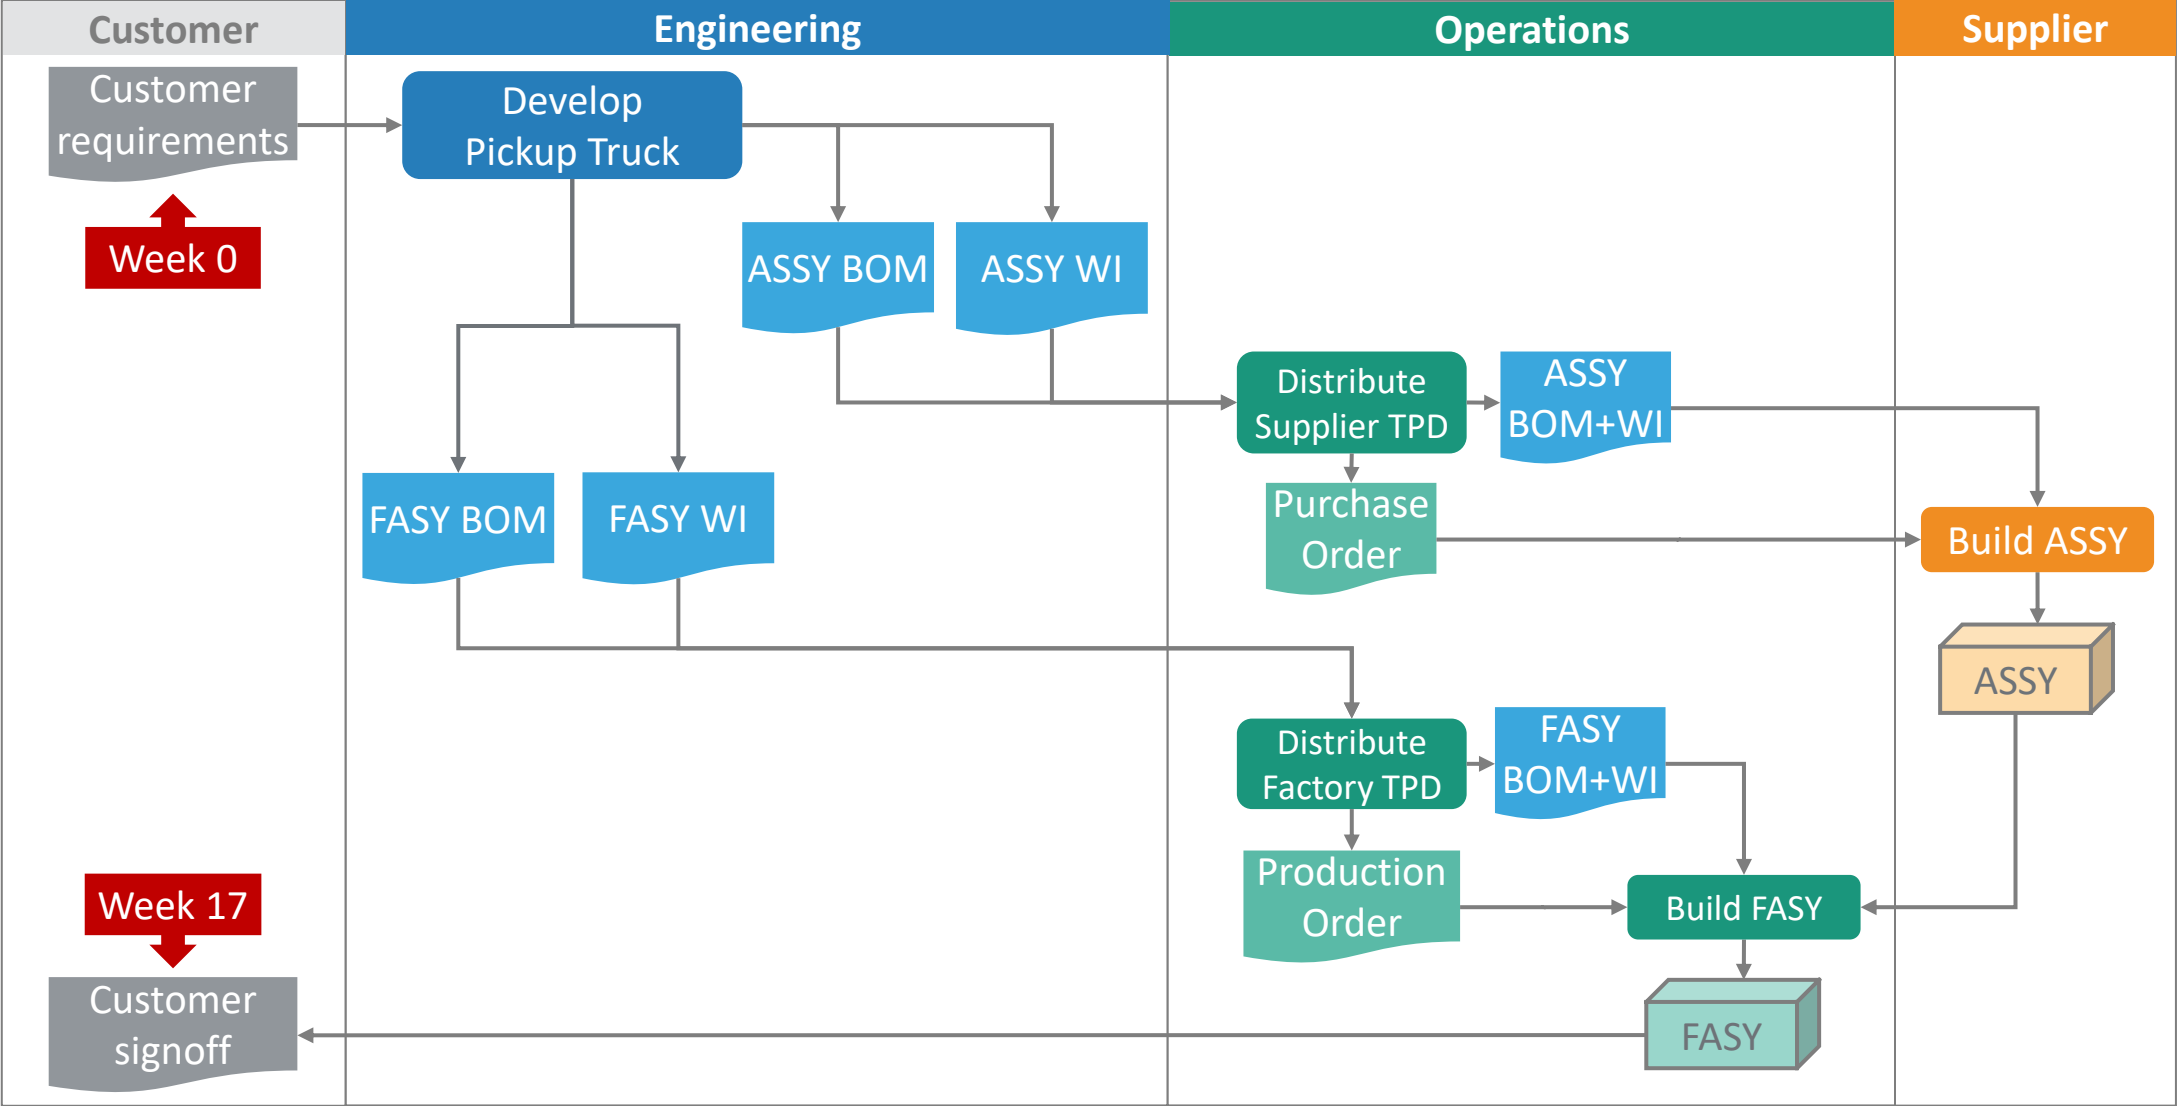 Customer
Engineering
Operations
Supplier
Customer
requirements
Week 0
Develop
Pickup Truck
ASSY BOM
ASSY WI
FASY BOM
FASY WI
Distribute
Supplier TPD
ASSY
BOM+WI
Purchase
Order
Build ASSY
ASSY
Distribute
Factory TPD
FASY
BOM+WI
Production
Order
Build FASY
FASY
Week 17
Customer
signoff